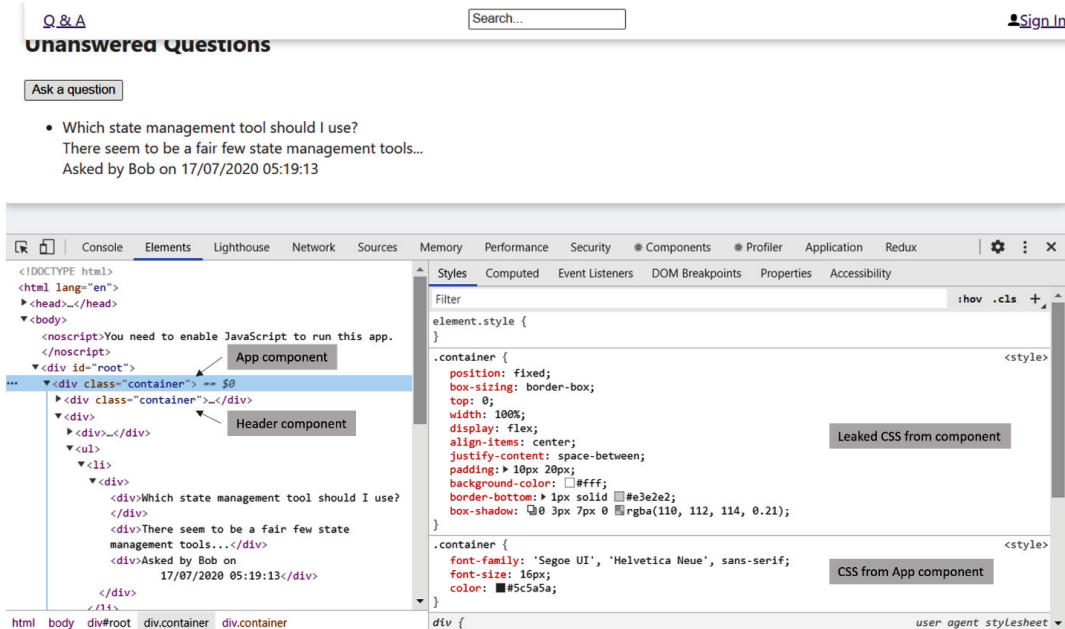 Q & A Search... Sign In
Unanswered Questions
Ask a question
• Which state management tool should I use?
There seem to be a fair few state management tools...
Asked by Bob on 17/07/2020 05:19:13
Console Elements Lighthouse Network Sources Memory Performance Security Components Profiler Application Redux
<!DOCTYPE html>
<html lang="en">
<head>…</head>
<body>
<noscript>You need to enable JavaScript to run this app.
</noscript>
<div id="root">
App component
<div class="container"> == $0
<div class="container">…</div>
Header component
<div>
<div>…</div>
<ul>
<li>
<div>
<div>Which state management tool should I use?
</div>
<div>There seem to be a fair few state
management tools...</div>
<div>Asked by Bob on
17/07/2020 05:19:13</div>
</div>
</li>
html body div#root div.container div.container
Styles Computed Event Listeners DOM Breakpoints Properties Accessibility
Filter :hov .cls +
element.style {
}
.container { <style>
position: fixed;
box-sizing: border-box;
top: 0;
width: 100%;
display: flex;
align-items: center;
justify-content: space-between;
padding: 10px 20px;
background-color: #fff;
border-bottom: 1px solid #e3e2e2;
box-shadow: 0 3px 7px 0 rgba(110, 112, 114, 0.21);
}
Leaked CSS from component
.container { <style>
font-family: 'Segoe UI', 'Helvetica Neue', sans-serif;
font-size: 16px;
color: #5c5a5a;
}
CSS from App component
div { user agent stylesheet